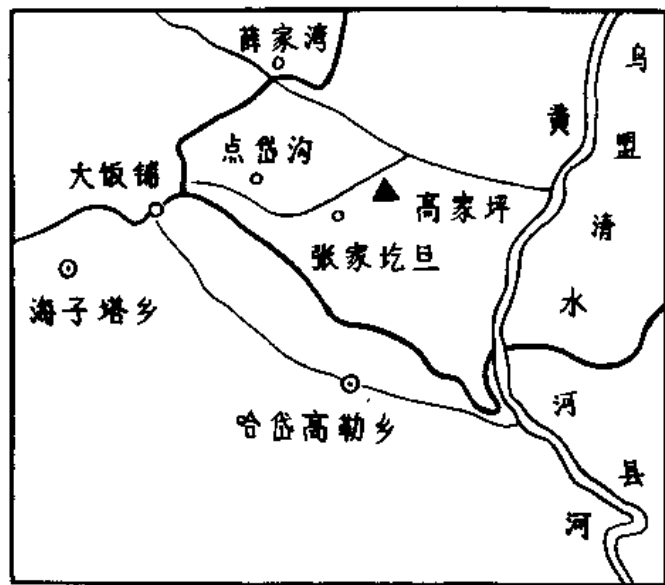 薛家湾
点岱沟
大饭铺
高家坪
张家圪旦
海子塔乡
哈岱高勒乡
黄河
乌盟清水河县